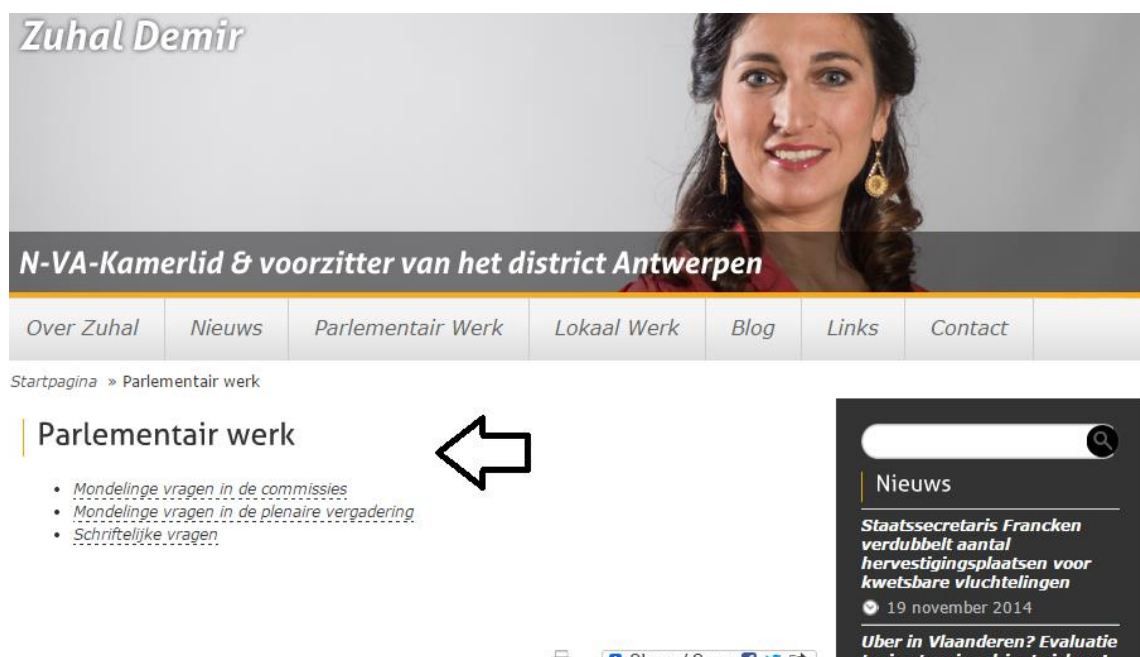 Zuhal Demir
N-VA-Kamerlid & voorzitter van het district Antwerpen
Over Zuhal Nieuws Parlementair Werk Lokaal Werk Blog Links Contact
Startpagina » Parlementair werk
Parlementair werk
• Mondelinge vragen in de commissies
• Mondelinge vragen in de plenaire vergadering
• Schriftelijke vragen
Nieuws
Staatssecretaris Francken
verdubbelt aantal
hervestigingsplaatsen voor
kwetsbare vluchtelingen
19 november 2014
Uber in Vlaanderen? Evaluatie